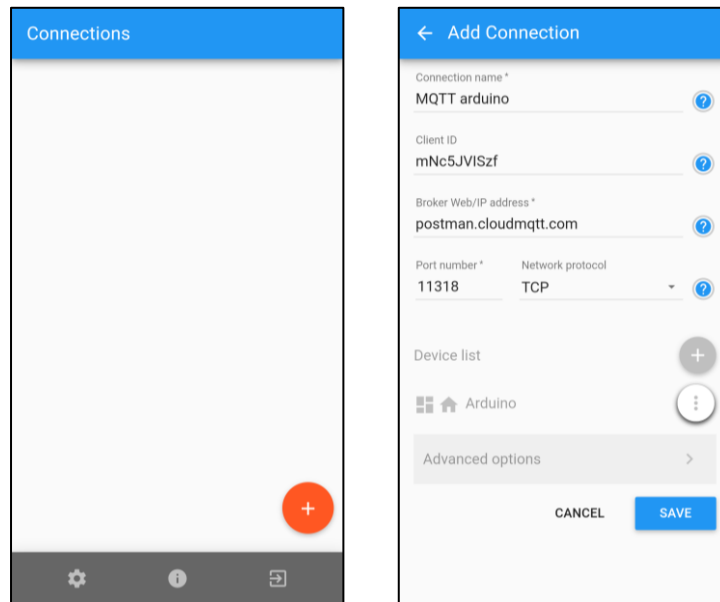 Connections
Add Connection
Connection name *
MQTT arduino
Client ID
mNc5JVISzf
Broker Web/IP address *
postman.cloudmqtt.com
Port number * Network protocol
11318 TCP
Device list
Arduino
Advanced options
CANCEL SAVE